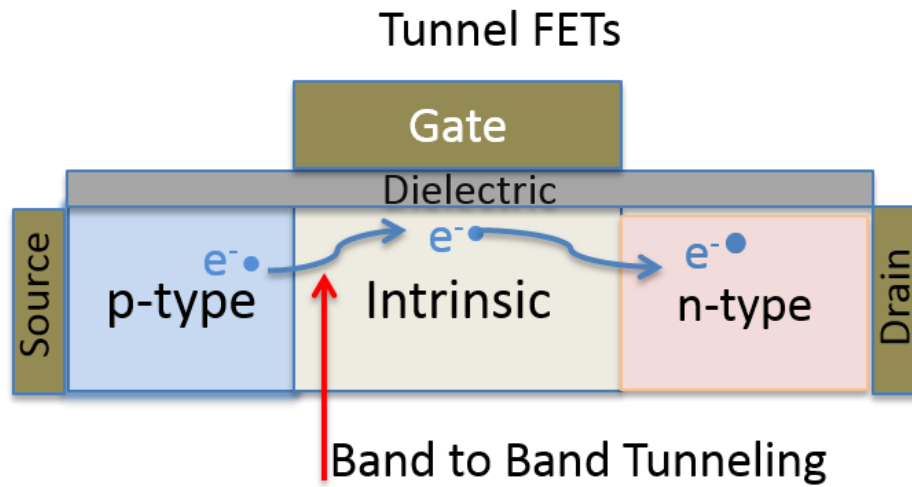 Tunnel FETs
Gate
Dielectric
Source
e⁻
p-type
e⁻
Intrinsic
e⁻
n-type
Drain
Band to Band Tunneling